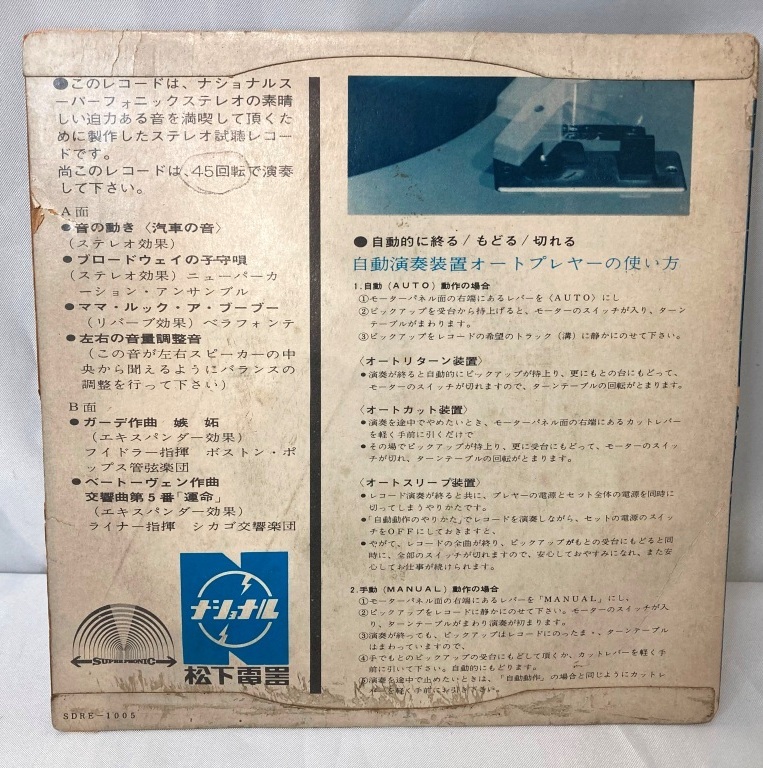 ●このレコードは、ナショナルス
ーパーフォニックステレオの素晴
しい迫力ある音を満喫して頂くた
めに製作したステレオ試聴レコー
ドです。
尚このレコードは、45回転で演奏
して下さい。
A面
●音の動き〈汽車の音〉
（ステレオ効果）
●ブロードウェイの子守唄
（ステレオ効果）ニューパーカ
ーション・アンサンブル
●ママ・ルック・ア・ブーブー
（リバーブ効果）ベラフォンテ
●左右の音量調整音
（この音が左右スピーカーの中
央から聞えるようにバランスの
調整を行って下さい）
B面
●ガーデ作曲 嫉 妬
（エキスパンダー効果）
フイドラー指揮 ボストン・ポ
ップス管弦楽団
●ベートーヴェン作曲
交響曲第5番「運命」
（エキスパンダー効果）
ライナー指揮 シカゴ交響楽団
SUPERPHONIC
ナショナル
松下電器
SDRE-1005
●自動的に終る/もどる/切れる
自動演奏装置オートプレヤーの使い方
1.自動（AUTO）動作の場合
①モーターパネル面の右端にあるレバーを〈AUTO〉にし
②ピックアップを受台から持上げると、モーターのスイッチが入り、ターン
テーブルがまわります。
③ピックアップをレコードの希望のトラック（溝）に静かにのせて下さい。
〈オートリターン装置〉
●演奏が終ると自動的にピックアップが持上り、更にもとの台にもどって、
モーターのスイッチが切れますので、ターンテーブルの回転がとまります。
〈オートカット装置〉
●演奏を途中でやめたいとき、モーターパネル面の右端にあるカットレバー
を軽く手前に引くだけで
●その場でピックアップが持上り、更に受台にもどって、モーターのスイッ
チが切れ、ターンテーブルの回転がとまります。
〈オートスリープ装置〉
●レコード演奏が終ると共に、プレヤーの電源とセット全体の電源を同時に
切ってしまうやりかたです。
●「自動動作のやりかた」でレコードを演奏しながら、セットの電源のスイッ
チをOFFにしておきますと、
●やがて、レコードの全曲が終り、ピックアップがもとの受台にもどると同
時に、全部のスイッチが切れますので、安心しておやすみになれ、また安
心してお仕事が続けられます。
2.手動（MANUAL）動作の場合
①モーターパネル面の右端にあるレバーを「MANUAL」にし、
②ピックアップをレコードに静かにのせて下さい。モーターのスイッチが入
り、ターンテーブルがまわり演奏が初まります。
③演奏が終っても、ピックアップはレコードにのったまゝ、ターンテーブル
はまわっていますので、
④手でもとのピックアップの受台にもどして頂くか、カットレバーを軽く手
前に引いて下さい。自動的にもどります。
⑤演奏を途中で止めたいときは、「自動動作」の場合と同じようにカットレ
バーを軽く手前にお引き下さい。